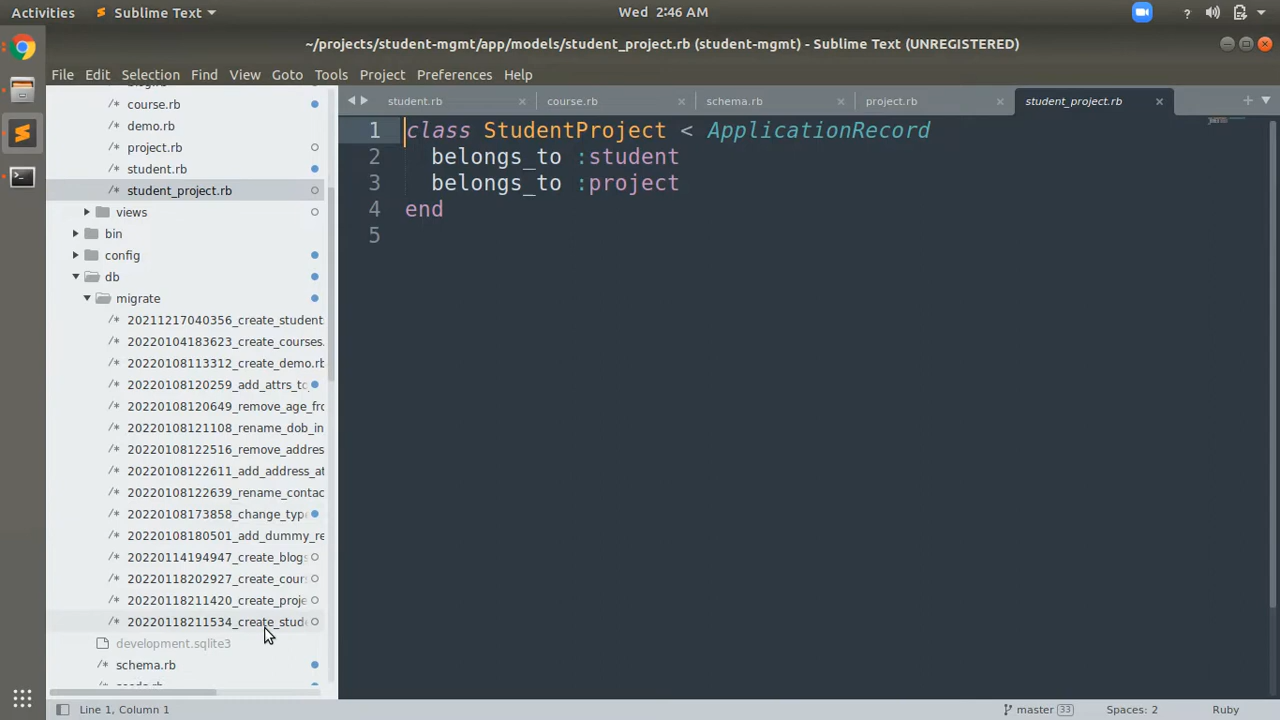 Activities
Sublime Text
Wed 2:46 AM
~/projects/student-mgmt/app/models/student_project.rb (student-mgmt) - Sublime Text (UNREGISTERED)
File Edit Selection Find View Goto Tools Project Preferences Help
student.rb
course.rb
schema.rb
project.rb
student_project.rb
/* course.rb
/* demo.rb
/* project.rb
/* student.rb
/* student_project.rb
views
bin
config
db
migrate
/* 20211217040356_create_student
/* 20220104183623_create_courses.
/* 20220108113312_create_demo.rb
/* 20220108120259_add_attrs_to
/* 20220108120649_remove_age_fro
/* 20220108121108_rename_dob_in
/* 20220108122516_remove_addres
/* 20220108122611_add_address_at
/* 20220108122639_rename_contac
/* 20220108173858_change_type
/* 20220108180501_add_dummy_re
/* 20220114194947_create_blogs
/* 20220118202927_create_cour
/* 20220118211420_create_proje
/* 20220118211534_create_stud
development.sqlite3
/* schema.rb
1 class StudentProject < ApplicationRecord
2 belongs_to :student
3 belongs_to :project
4 end
5
Line 1, Column 1
master 33
Spaces: 2
Ruby